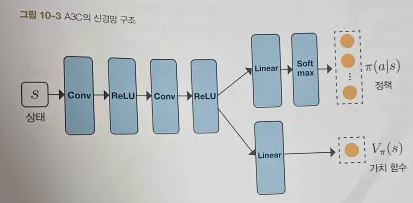 그림 10-3 A3C의 신경망 구조
s
상태
Conv
ReLU
Conv
ReLU
Linear
Soft
max
π(a|s)
정책
Linear
Vπ(s)
가치 함수